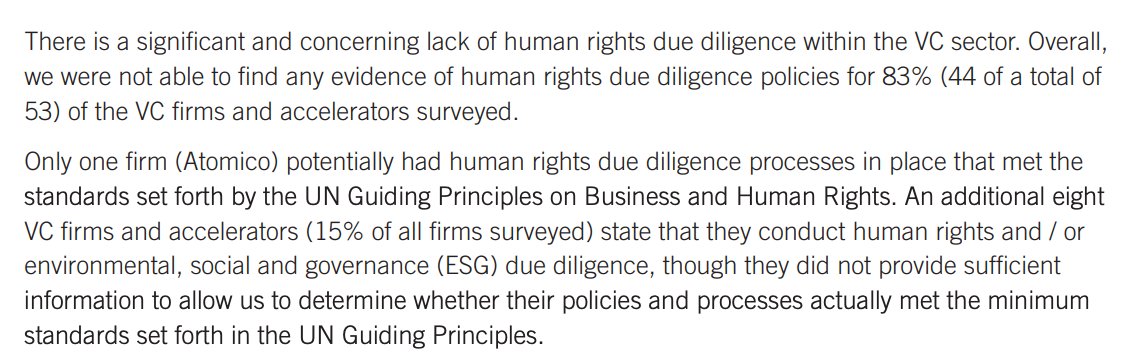 There is a significant and concerning lack of human rights due diligence within the VC sector. Overall,
we were not able to find any evidence of human rights due diligence policies for 83% (44 of a total of
53) of the VC firms and accelerators surveyed.
Only one firm (Atomico) potentially had human rights due diligence processes in place that met the
standards set forth by the UN Guiding Principles on Business and Human Rights. An additional eight
VC firms and accelerators (15% of all firms surveyed) state that they conduct human rights and / or
environmental, social and governance (ESG) due diligence, though they did not provide sufficient
information to allow us to determine whether their policies and processes actually met the minimum
standards set forth in the UN Guiding Principles.